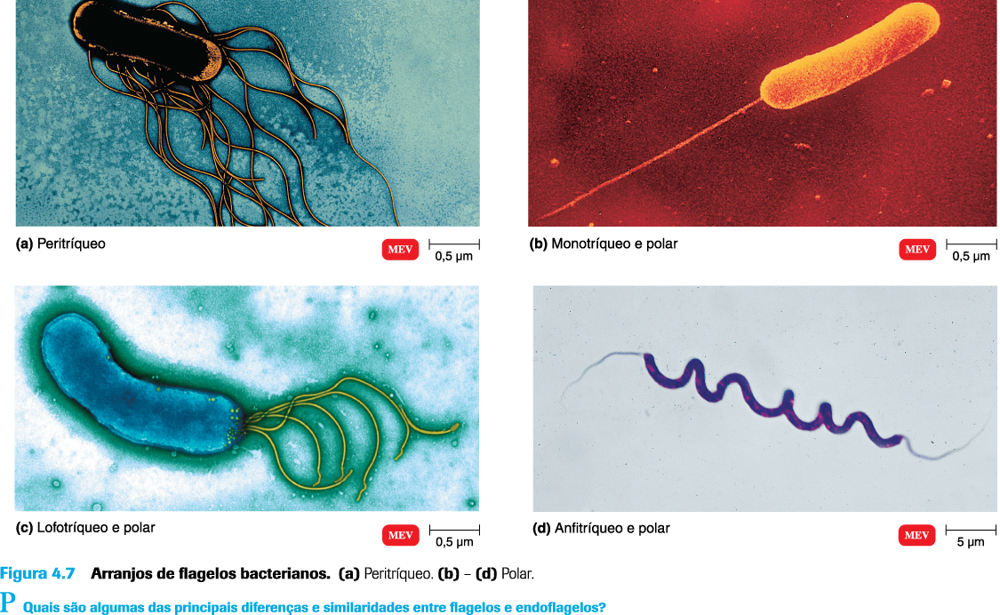 (a) Peritríqueo
MEV
0,5 µm
(b) Monotríqueo e polar
MEV
0,5 µm
(c) Lofotríqueo e polar
MEV
0,5 µm
(d) Anfitríqueo e polar
MEV
5 µm
Figura 4.7 Arranjos de flagelos bacterianos. (a) Peritríqueo. (b) – (d) Polar.
P Quais são algumas das principais diferenças e similaridades entre flagelos e endoflagelos?